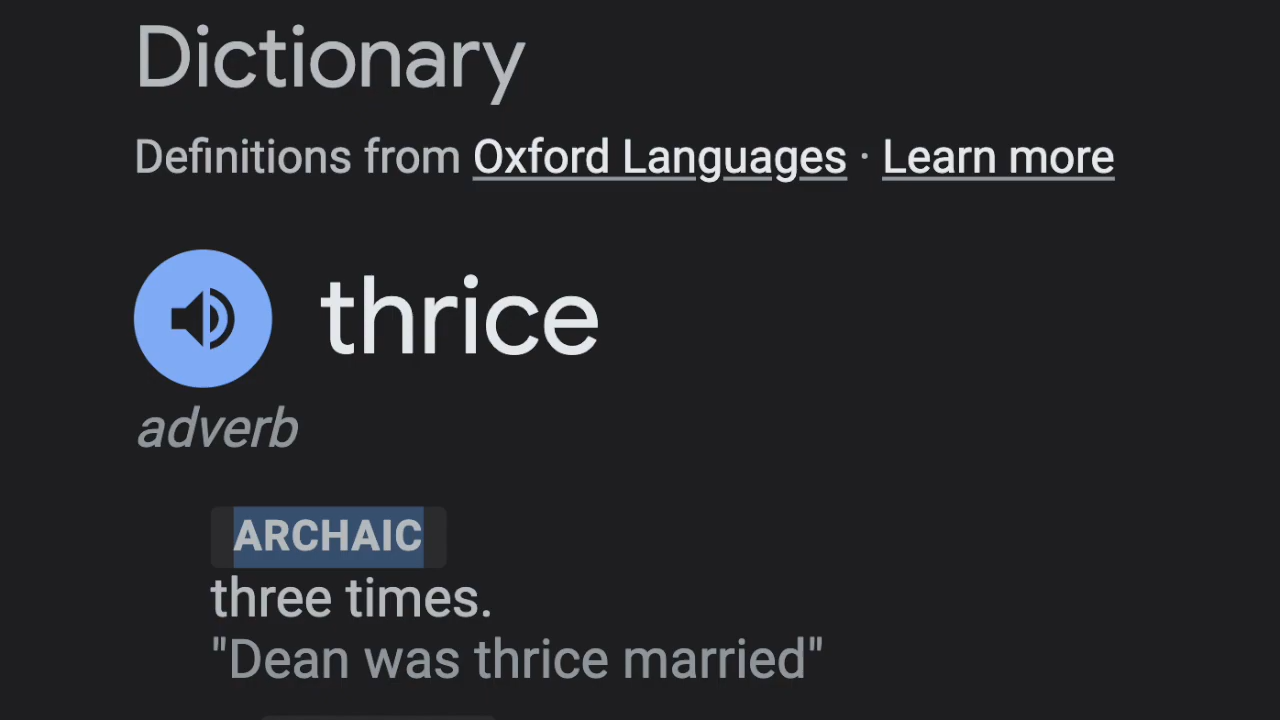 Dictionary
Definitions from Oxford Languages · Learn more
thrice
adverb
ARCHAIC
three times.
"Dean was thrice married"